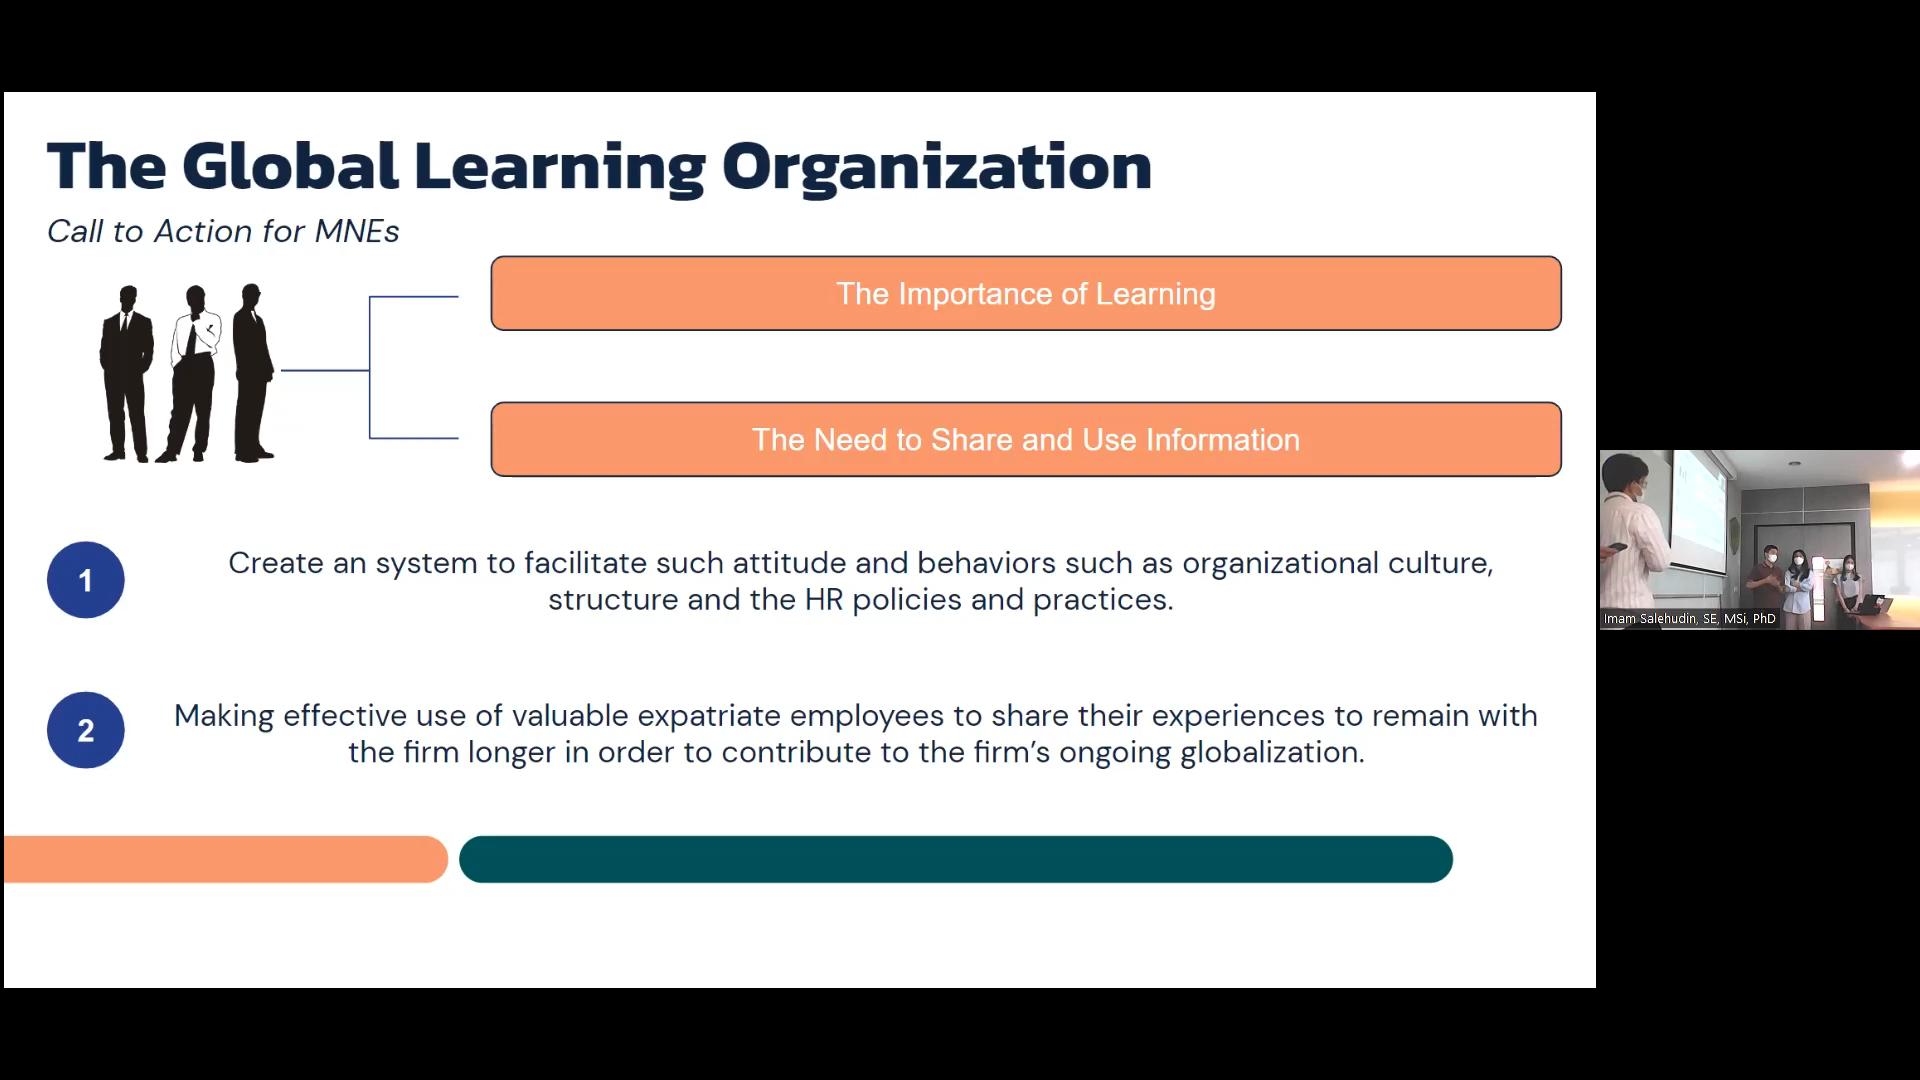 The Global Learning Organization
Call to Action for MNEs
The Importance of Learning
The Need to Share and Use Information
1
Create an system to facilitate such attitude and behaviors such as organizational culture,
structure and the HR policies and practices.
2
Making effective use of valuable expatriate employees to share their experiences to remain with
the firm longer in order to contribute to the firm’s ongoing globalization.
Imam Salehudin, SE, MSi, PhD